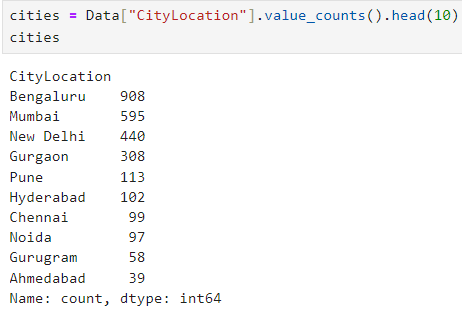 cities = Data["CityLocation"].value_counts().head(10)
cities
CityLocation
Bengaluru    908
Mumbai       595
New Delhi    440
Gurgaon      308
Pune         113
Hyderabad    102
Chennai       99
Noida         97
Gurugram      58
Ahmedabad     39
Name: count, dtype: int64